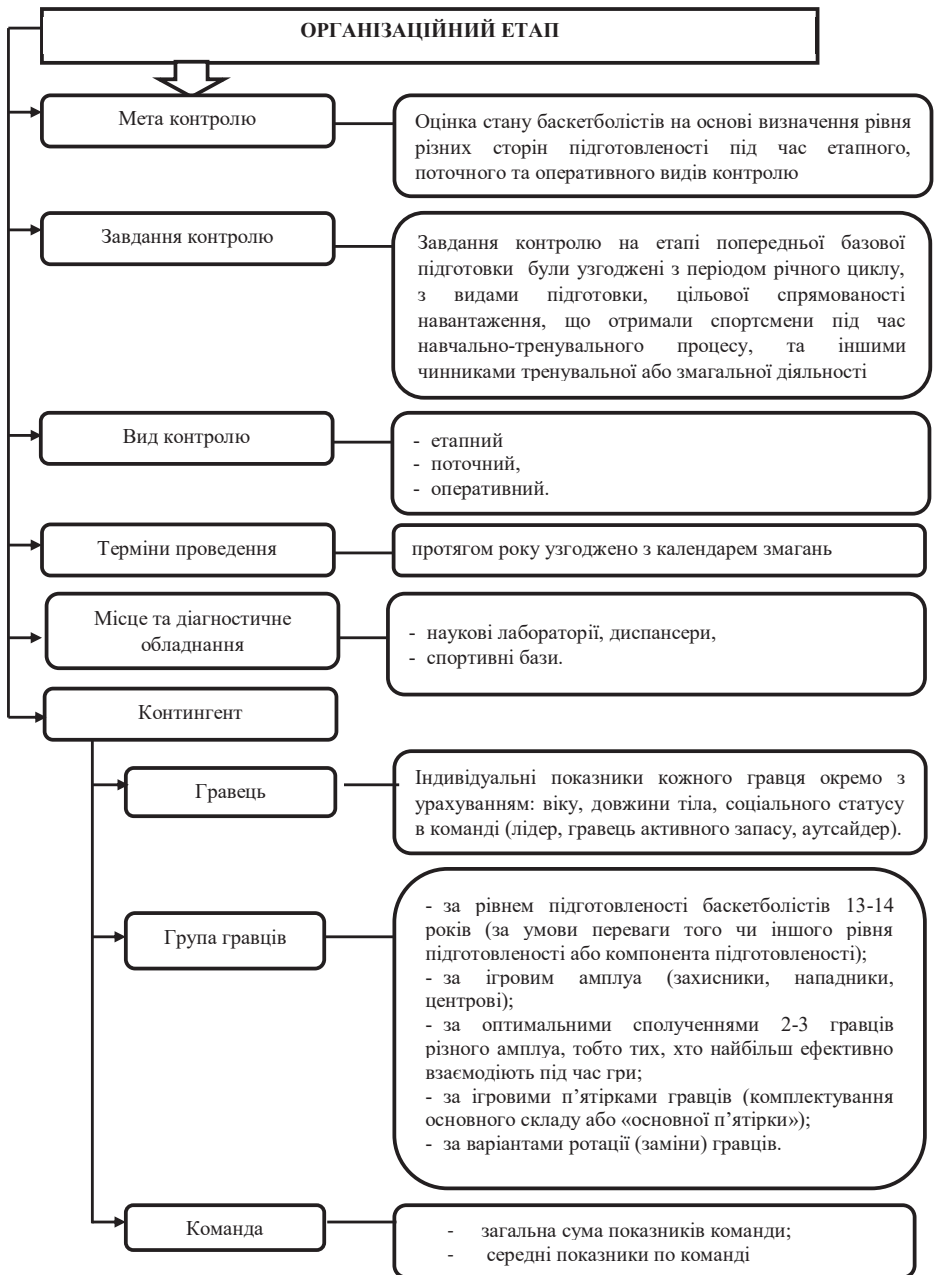 ОРГАНІЗАЦІЙНИЙ ЕТАП
Мета контролю
Оцінка стану баскетболістів на основі визначення рівня
різних сторін підготовленості під час етапного,
поточного та оперативного видів контролю
Завдання контролю
Завдання контролю на етапі попередньої базової
підготовки були узгоджені з періодом річного циклу,
з видами підготовки, цільової спрямованості
навантаження, що отримали спортсмени під час
навчально-тренувального процесу, та іншими
чинниками тренувальної або змагальної діяльності
Вид контролю
- етапний
- поточний,
- оперативний.
Терміни проведення
протягом року узгоджено з календарем змагань
Місце та діагностичне
обладнання
- наукові лабораторії, диспансери,
- спортивні бази.
Контингент
Гравець
Індивідуальні показники кожного гравця окремо з
урахуванням: віку, довжини тіла, соціального статусу
в команді (лідер, гравець активного запасу, аутсайдер).
Група гравців
- за рівнем підготовленості баскетболістів 13-14
років (за умови переваги того чи іншого рівня
підготовленості або компонента підготовленості);
- за ігровим амплуа (захисники, нападники,
центрові);
- за оптимальними сполученнями 2-3 гравців
різного амплуа, тобто тих, хто найбільш ефективно
взаємодіють під час гри;
- за ігровими п’ятірками гравців (комплектування
основного складу або «основної п’ятірки»);
- за варіантами ротації (заміни) гравців.
Команда
- загальна сума показників команди;
- середні показники по команді